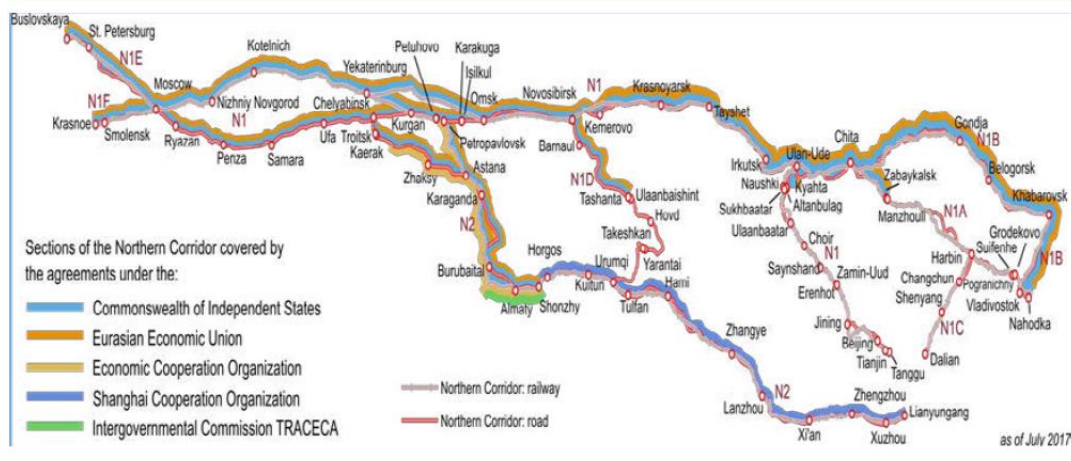 Buslovskaya
St. Petersburg
N1E
Kotelnich
Petuhovo
Karakuga
Isilkul
Yekaterinburg
Moscow
Nizhniy Novgorod
Chelyabinsk
Omsk
Novosibirsk
N1
Krasnoyarsk
Tayshet
N1F
Krasnoe
Smolensk
N1
Ryazan
Penza
Samara
Ufa
Troitsk
Kaerak
Kurgan
Petropavlovsk
Kemerovo
Barnaul
Irkutsk
Ulan-Ude
Chita
Gondja
N1B
Belogorsk
Khabarovsk
Zhaksy
Astana
Karaganda
N2
N1D
Tashanta
Ulaanbaishint
Hovd
Takeshkan
Yarantai
Naushki
Kyahta
Sukhbaatar
Altanbulag
Ulaanbaatar
Choir
N1
Saynshand
Zamin-Uud
Erenhot
Jining
Beijing
Tianjin
Tanggu
Zabaykalsk
Manzhouli
N1A
Harbin
Suifenhe
Grodekovo
N1B
Pogranichny
Vladivostok
Nahodka
Changchun
Shenyang
N1C
Dalian
Burubaital
Almaty
Shonzhy
Horgos
Kuitun
Urumqi
Tulfan
Hami
Zhangye
Lanzhou
N2
Xi'an
Zhengzhou
Xuzhou
Lianyungang
Sections of the Northern Corridor covered by
the agreements under the:
Commonwealth of Independent States
Eurasian Economic Union
Economic Cooperation Organization
Shanghai Cooperation Organization
Intergovernmental Commission TRACECA
Northern Corridor: railway
Northern Corridor: road
as of July 2017